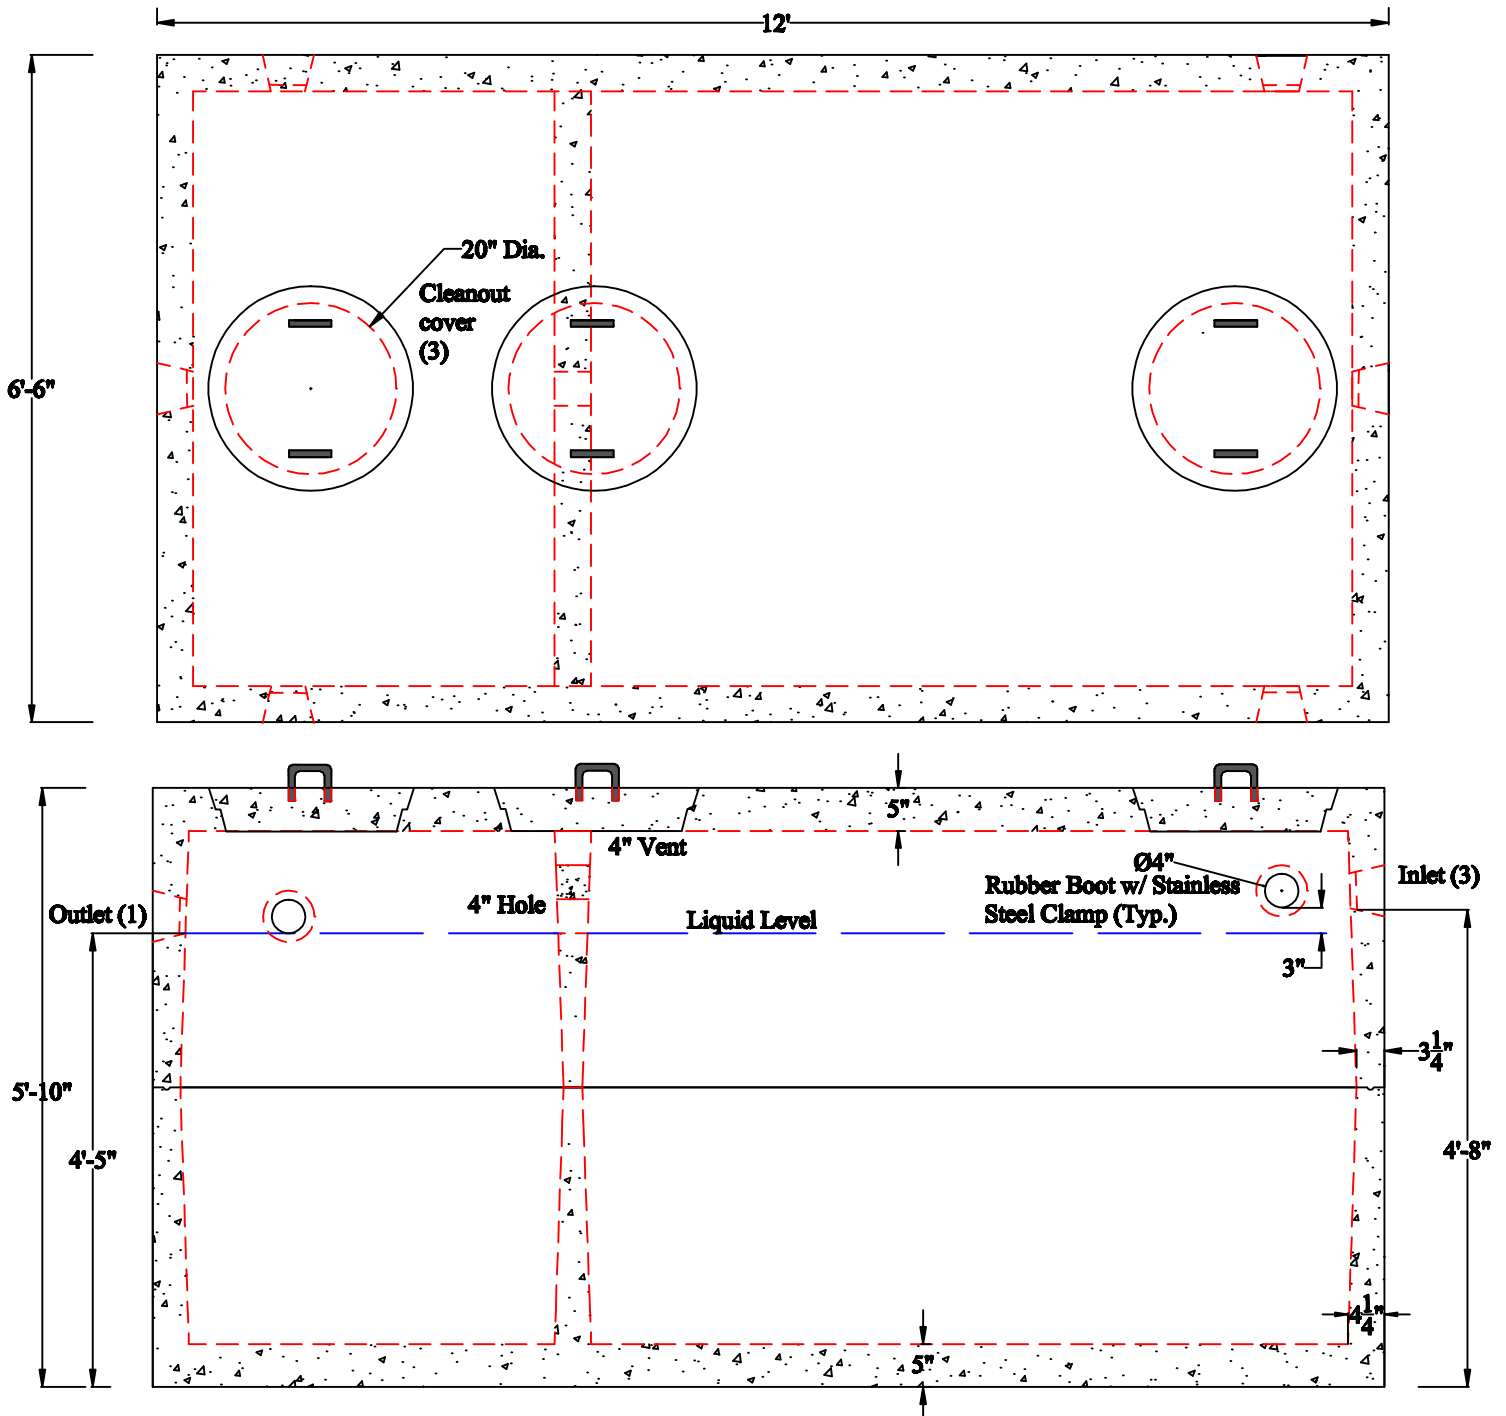 12'
20" Dia.
Cleanout
cover
(3)
6'-6"
5"
4" Vent
Ø4"
Rubber Boot w/ Stainless
Steel Clamp (Typ.)
Inlet (3)
4" Hole
Outlet (1)
Liquid Level
3"
3 1/4"
5'-10"
4'-5"
4'-8"
4 1/4"
5"